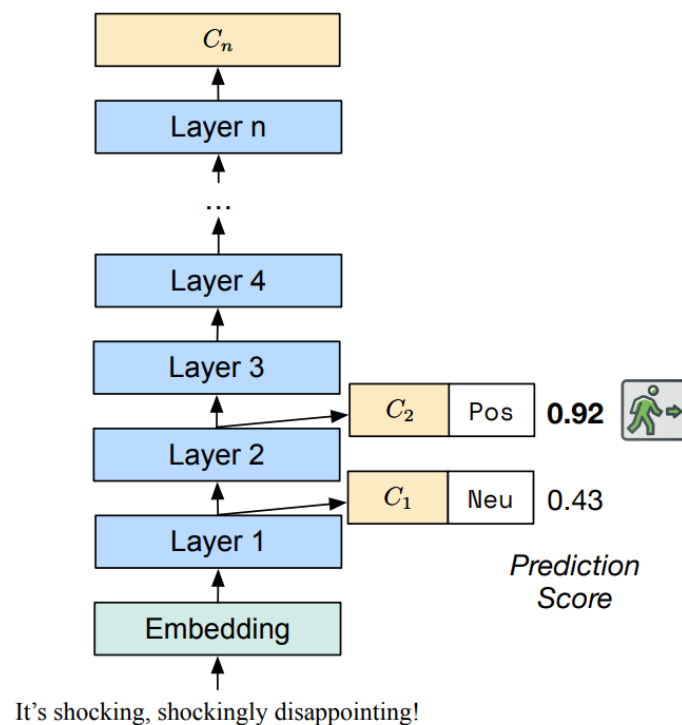 Cn
Layer n
...
Layer 4
Layer 3
C2 Pos 0.92
Layer 2
C1 Neu 0.43
Layer 1
Prediction
Score
Embedding
It's shocking, shockingly disappointing!